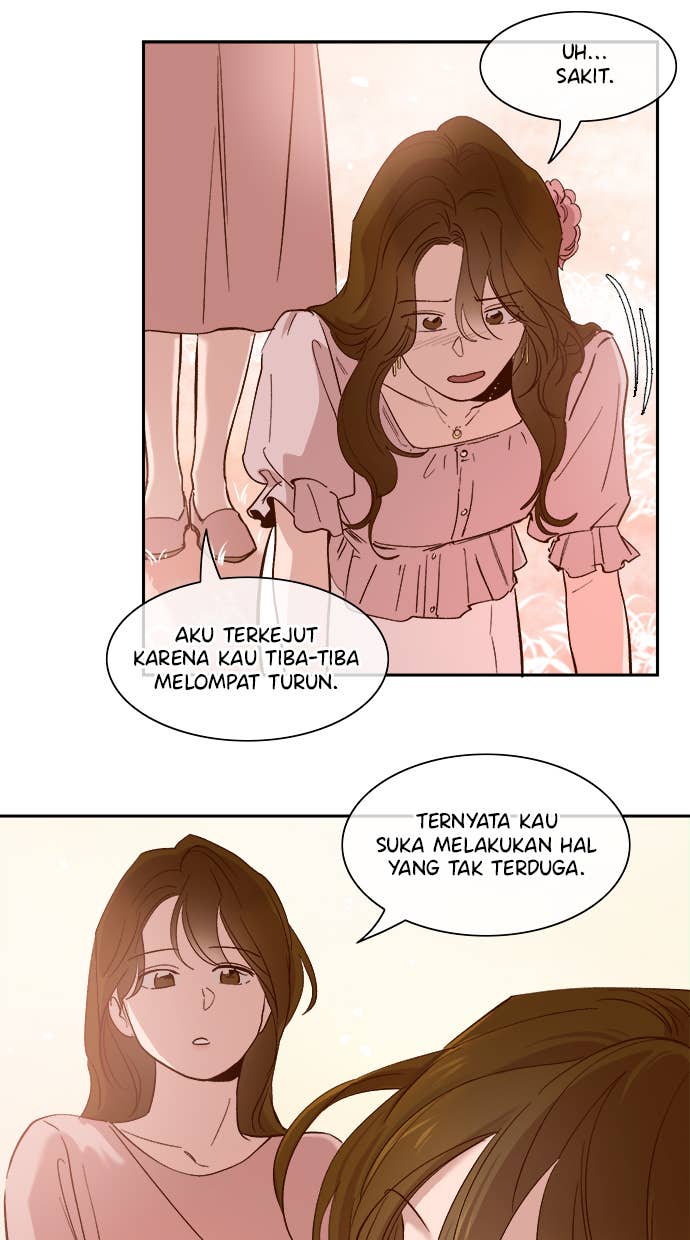 UH...
SAKIT.
AKU TERKEJUT
KARENA KAU TIBA-TIBA
MELOMPAT TURUN.
TERNYATA KAU
SUKA MELAKUKAN HAL
YANG TAK TERDUGA.